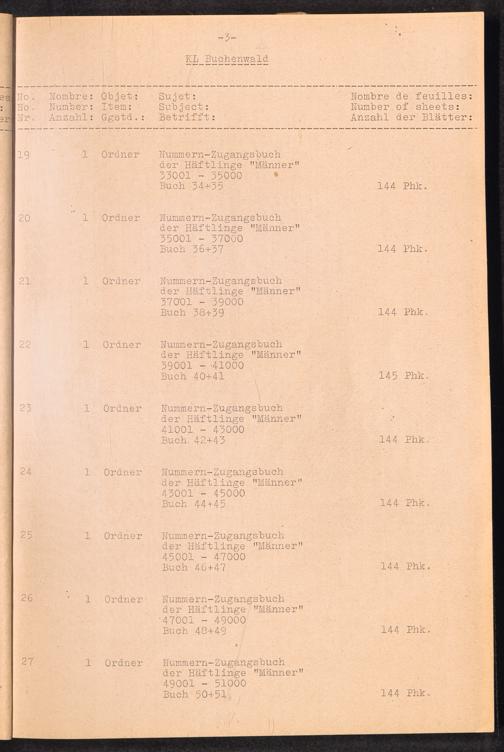 -3-
KL Buchenwald
No. Nombre: Objet: Sujet: Nombre de feuilles:
No. Number: Item: Subject: Number of sheets:
Nr. Anzahl: Ggstd.: Betrifft: Anzahl der Blätter:
19 1 Ordner Nummern-Zugangsbuch
der Häftlinge "Männer"
33001 - 35000
Buch 34+35 144 Phk.
20 1 Ordner Nummern-Zugangsbuch
der Häftlinge "Männer"
35001 - 37000
Buch 36+37 144 Phk.
21 1 Ordner Nummern-Zugangsbuch
der Häftlinge "Männer"
37001 - 39000
Buch 38+39 144 Phk.
22 1 Ordner Nummern-Zugangsbuch
der Häftlinge "Männer"
39001 - 41000
Buch 40+41 145 Phk.
23 1 Ordner Nummern-Zugangsbuch
der Häftlinge "Männer"
41001 - 43000
Buch 42+43 144 Phk.
24 1 Ordner Nummern-Zugangsbuch
der Häftlinge "Männer"
43001 - 45000
Buch 44+45 144 Phk.
25 1 Ordner Nummern-Zugangsbuch
der Häftlinge "Männer"
45001 - 47000
Buch 46+47 144 Phk.
26 1 Ordner Nummern-Zugangsbuch
der Häftlinge "Männer"
47001 - 49000
Buch 48+49 144 Phk.
27 1 Ordner Nummern-Zugangsbuch
der Häftlinge "Männer"
49001 - 51000
Buch 50+51 144 Phk.